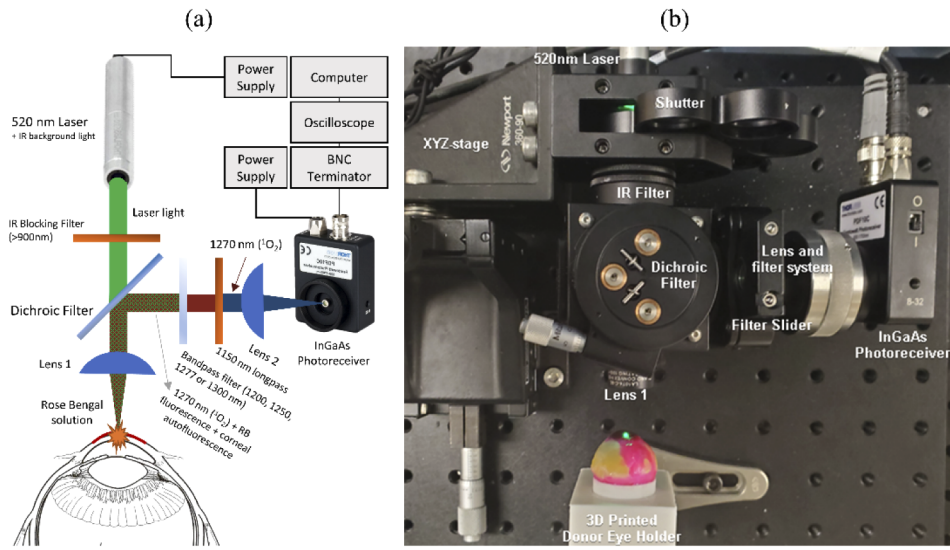 (a)
(b)
520 nm Laser
+ IR background light
Power
Supply
Computer
Oscilloscope
Power
Supply
BNC
Terminator
Laser light
IR Blocking Filter
(>900nm)
1270 nm (¹O₂)
Dichroic Filter
InGaAs
Photoreceiver
Lens 2
Lens 1
1150 nm longpass
Bandpass filter (1200, 1250,
1277 or 1300 nm)
1270 nm (¹O₂) + RB
fluorescence + corneal
autofluorescence
Rose Bengal
solution
520nm Laser
Shutter
XYZ-stage
Newport
360-90
IR Filter
Dichroic
Filter
Lens and
filter system
Filter Slider
O
I
8-32
InGaAs
Photoreceiver
Lens 1
3D Printed
Donor Eye Holder